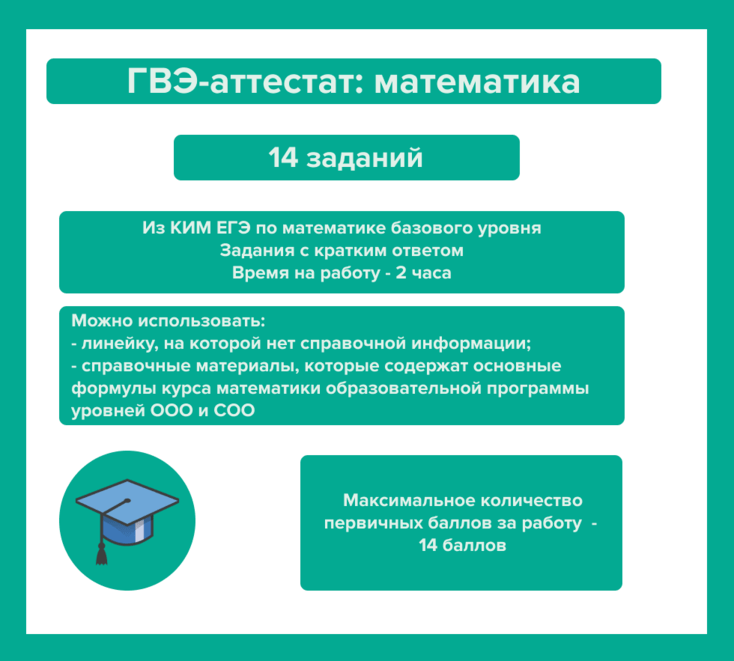 ГВЭ-аттестат: математика
14 заданий
Из КИМ ЕГЭ по математике базового уровня
Задания с кратким ответом
Время на работу - 2 часа
Можно использовать:
- линейку, на которой нет справочной информации;
- справочные материалы, которые содержат основные
формулы курса математики образовательной программы
уровней ООО и СОО
Максимальное количество
первичных баллов за работу -
14 баллов